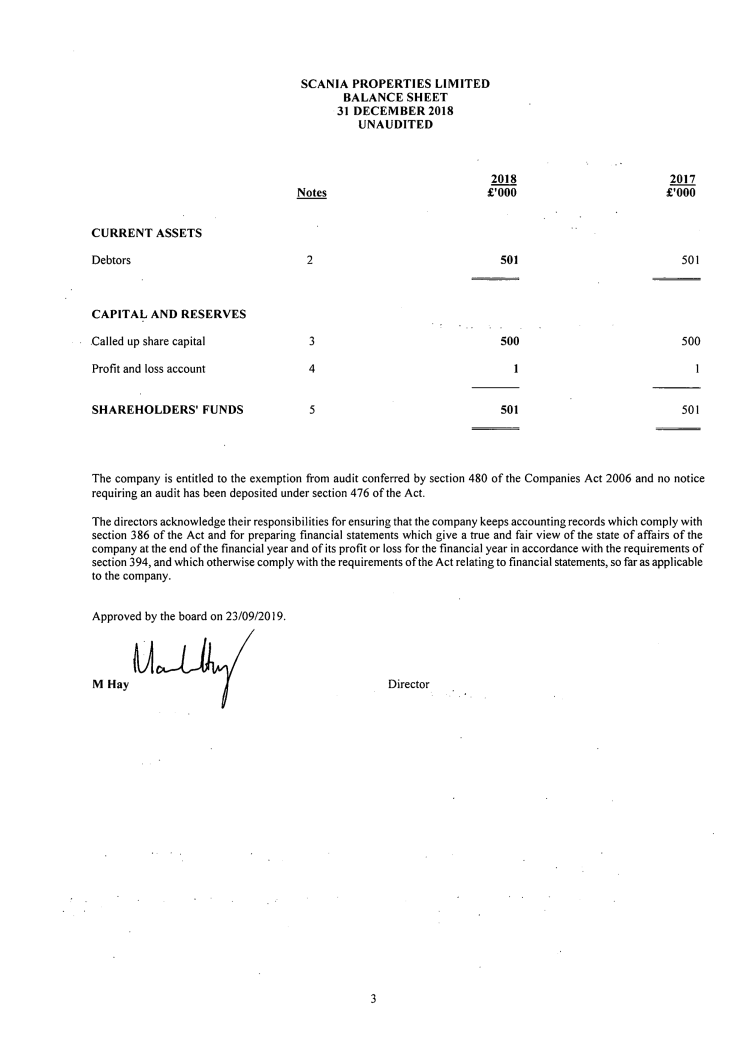 SCANIA PROPERTIES LIMITED
BALANCE SHEET
31 DECEMBER 2018
UNAUDITED
2018 2017
Notes £'000 £'000
CURRENT ASSETS
Debtors 2 501 501
CAPITAL AND RESERVES
Called up share capital 3 500 500
Profit and loss account 4 1 1
SHAREHOLDERS' FUNDS 5 501 501
The company is entitled to the exemption from audit conferred by section 480 of the Companies Act 2006 and no notice
requiring an audit has been deposited under section 476 of the Act.
The directors acknowledge their responsibilities for ensuring that the company keeps accounting records which comply with
section 386 of the Act and for preparing financial statements which give a true and fair view of the state of affairs of the
company at the end of the financial year and of its profit or loss for the financial year in accordance with the requirements of
section 394, and which otherwise comply with the requirements of the Act relating to financial statements, so far as applicable
to the company.
Approved by the board on 23/09/2019.
M Hay Director
3